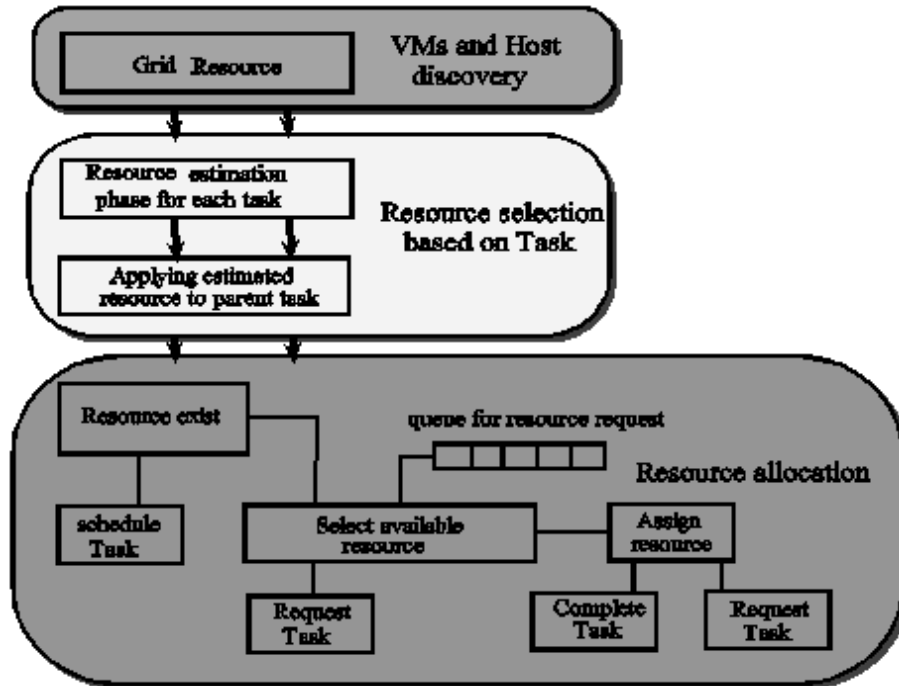 Grid Resource
VMs and Host
discovery
Resource estimation
phase for each task
Applying estimated
resource to parent task
Resource selection
based on Task
Resource exist
queue for resource request
Resource allocation
schedule
Task
Select available
resource
Assign
resource
Request
Task
Complete
Task
Request
Task